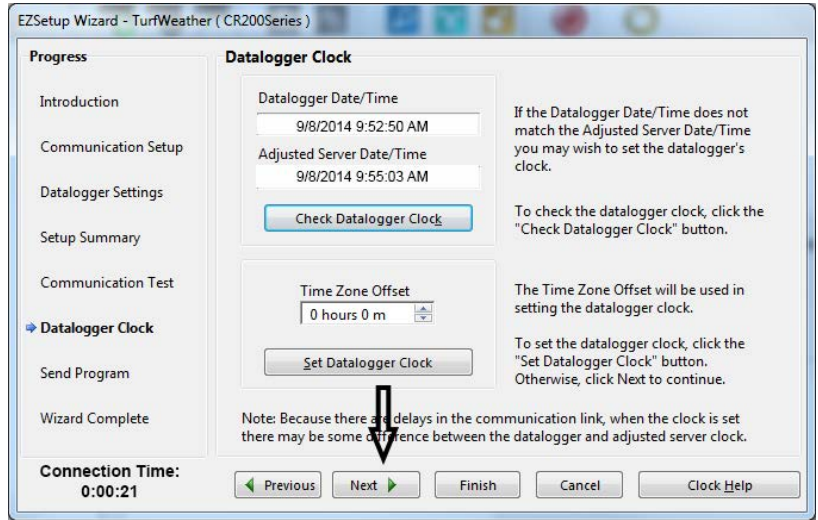 EZSetup Wizard - TurfWeather ( CR200Series )
Progress
Introduction
Communication Setup
Datalogger Settings
Setup Summary
Communication Test
Datalogger Clock
Send Program
Wizard Complete
Connection Time:
0:00:21
Datalogger Clock
Datalogger Date/Time
9/8/2014 9:52:50 AM
Adjusted Server Date/Time
9/8/2014 9:55:03 AM
Check Datalogger Clock
If the Datalogger Date/Time does not
match the Adjusted Server Date/Time
you may wish to set the datalogger's
clock.
To check the datalogger clock, click the
"Check Datalogger Clock" button.
Time Zone Offset
0 hours 0 m
Set Datalogger Clock
The Time Zone Offset will be used in
setting the datalogger clock.
To set the datalogger clock, click the
"Set Datalogger Clock" button.
Otherwise, click Next to continue.
Note: Because there are delays in the communication link, when the clock is set
there may be some difference between the datalogger and adjusted server clock.
Previous
Next
Finish
Cancel
Clock Help